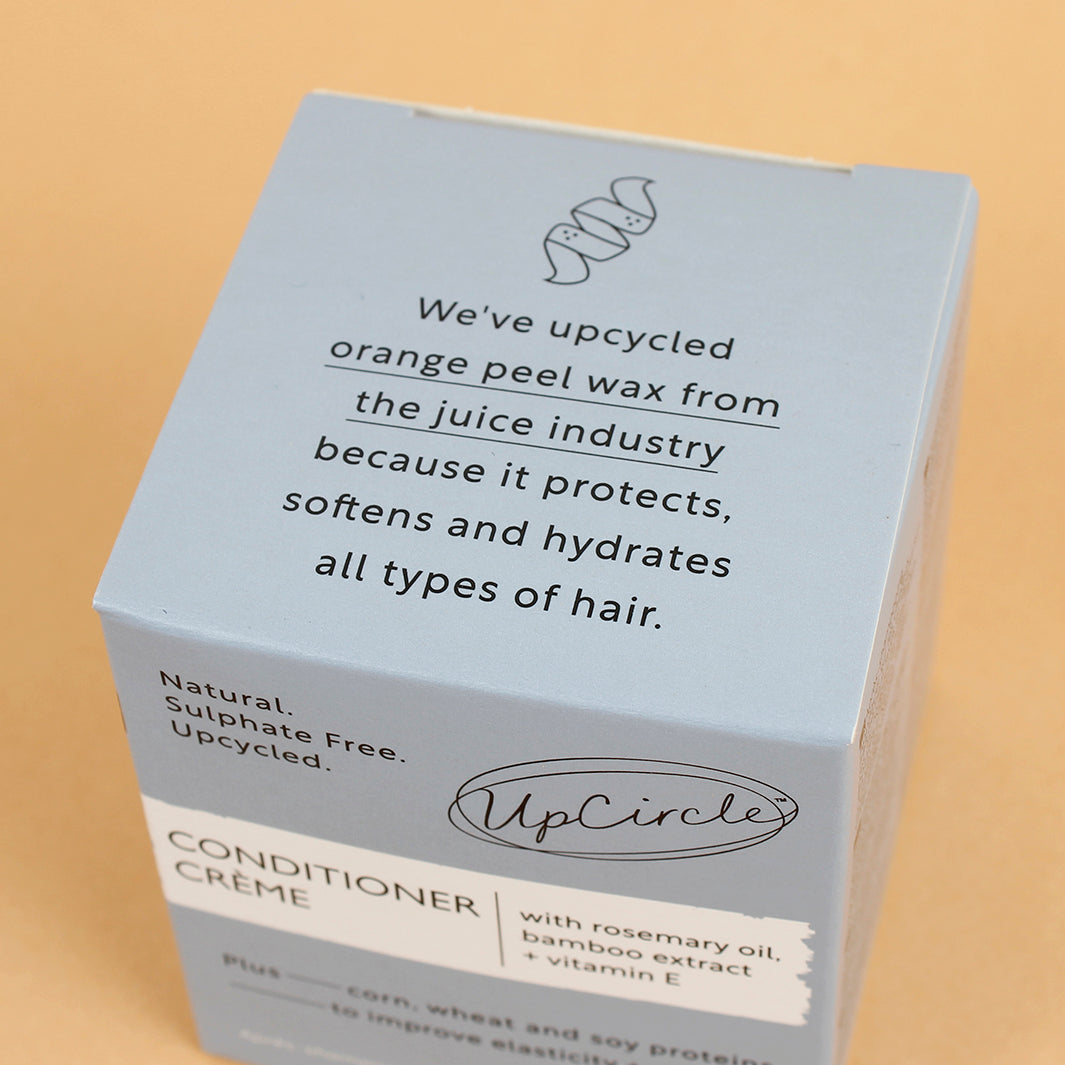 We've upcycled
orange peel wax from
the juice industry
because it protects,
softens and hydrates
all types of hair.
Natural.
Sulphate Free.
Upcycled.
UpCircle™
CONDITIONER
CRÈME
with rosemary oil,
bamboo extract
+ vitamin E
Plus
corn, wheat and soy proteins
to improve elasticity